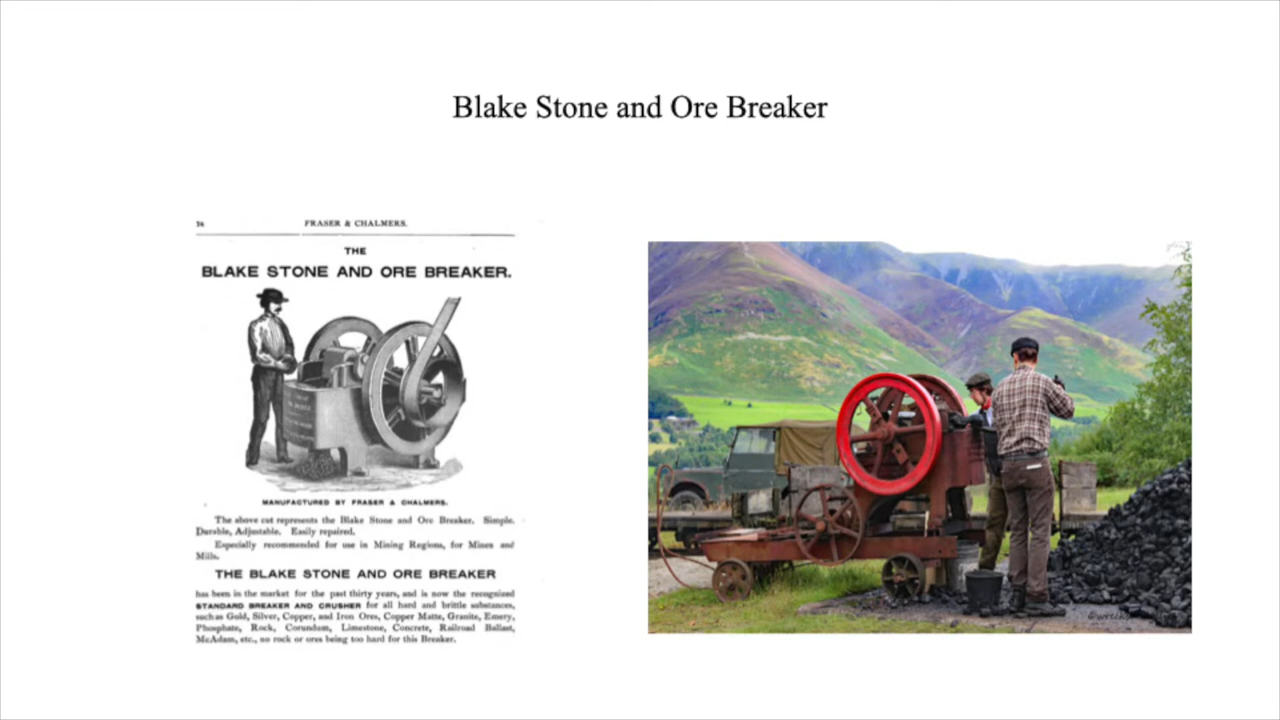 Blake Stone and Ore Breaker
74 FRASER & CHALMERS.
THE
BLAKE STONE AND ORE BREAKER.
MANUFACTURED BY FRASER & CHALMERS.
The above cut represents the Blake Stone and Ore Breaker. Simple.
Durable, Adjustable. Easily repaired.
Especially recommended for use in Mining Regions, for Mines and
Mills.
THE BLAKE STONE AND ORE BREAKER
has been in the market for the past thirty years, and is now the recognized
STANDARD BREAKER AND CRUSHER for all hard and brittle substances,
such as Gold, Silver, Copper, and Iron Ores, Copper Matte, Granite, Emery,
Phosphate, Rock, Corundum, Limestone, Concrete, Railroad Ballast,
McAdam, etc., no rock or ores being too hard for this Breaker.